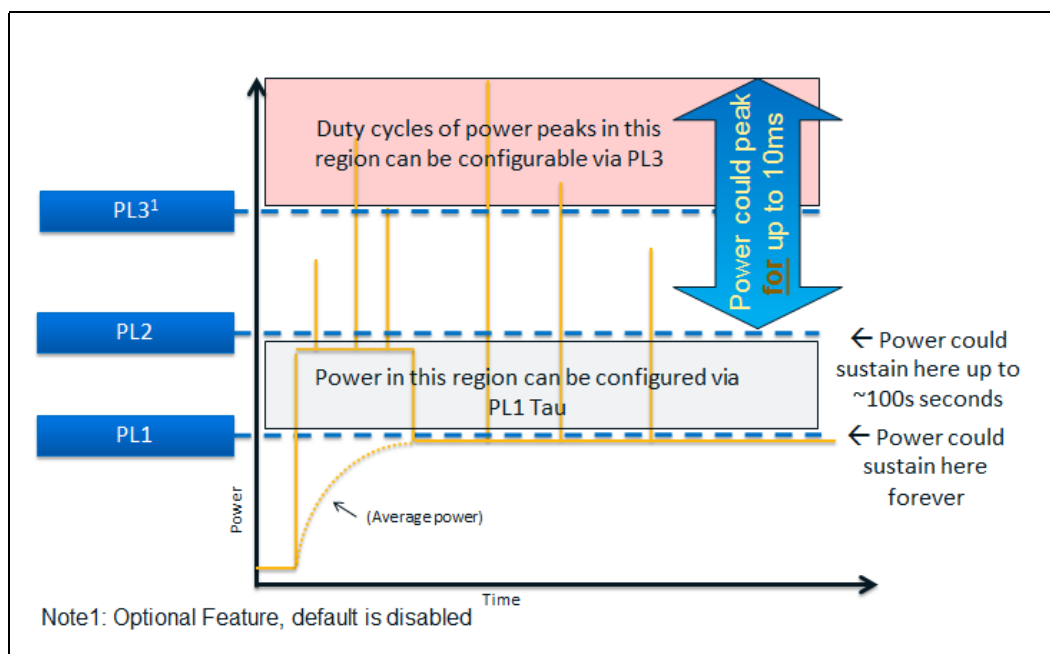 Duty cycles of power peaks in this
region can be configurable via PL3
Power could peak
for up to 10ms
PL3¹
PL2
← Power could
sustain here up to
~100s seconds
Power in this region can be configured via
PL1 Tau
PL1
← Power could
sustain here
forever
Power
(Average power)
Time
Note1: Optional Feature, default is disabled